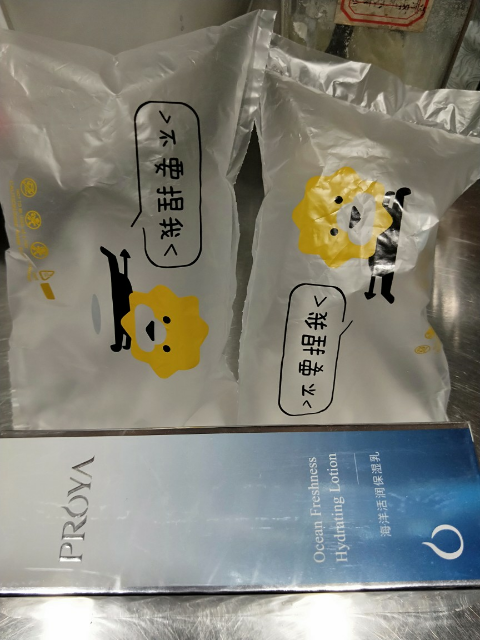 >不要捏我<
>我捏要不<
PROYA
Ocean Freshness
Hydrating Lotion
海洋活润保湿乳